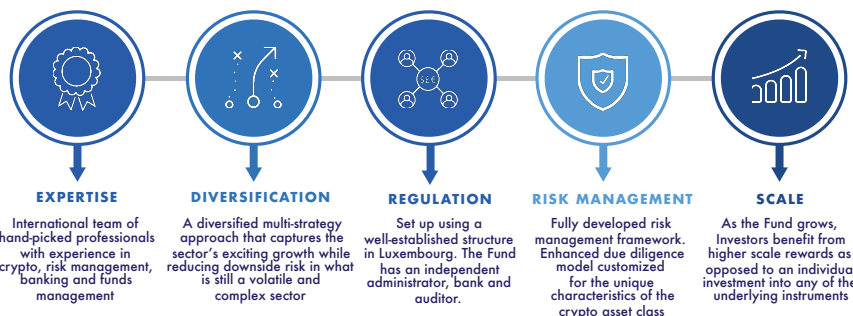 $£€
EXPERTISE
International team of
hand-picked professionals
with experience in
crypto, risk management,
banking and funds
management
DIVERSIFICATION
A diversified multi-strategy
approach that captures the
sector's exciting growth while
reducing downside risk in what
is still a volatile and
complex sector
REGULATION
Set up using a
well-established structure
in Luxembourg. The Fund
has an independent
administrator, bank and
auditor.
RISK MANAGEMENT
Fully developed risk
management framework.
Enhanced due diligence
model customized
for the unique
characteristics of the
crypto asset class
SCALE
As the Fund grows,
Investors benefit from
higher scale rewards as
opposed to an individual
investment into any of the
underlying instruments